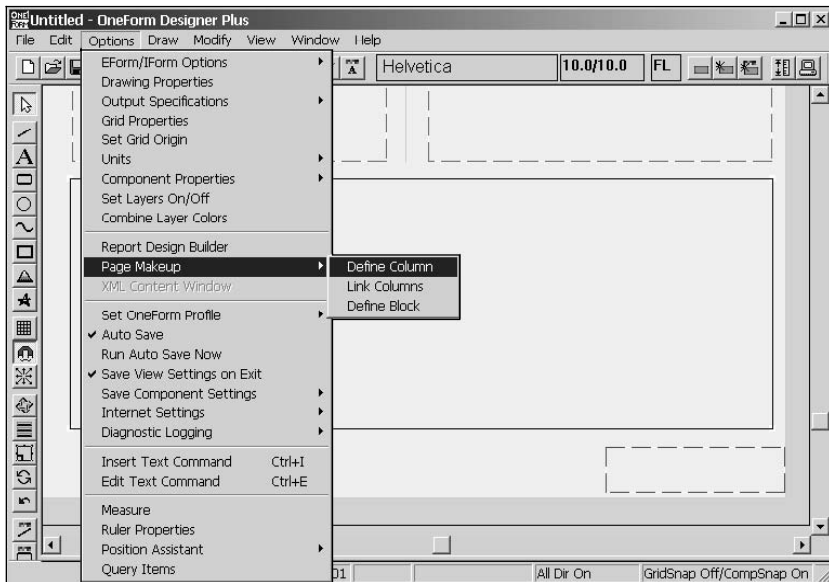 Untitled - OneForm Designer Plus
File Edit Options Draw Modify View Window Help
Helvetica 10.0/10.0 FL
EForm/IForm Options
Drawing Properties
Output Specifications
Grid Properties
Set Grid Origin
Units
Component Properties
Set Layers On/Off
Combine Layer Colors
Report Design Builder
Page Makeup
Define Column
Link Columns
Define Block
XML Content Window
Set OneForm Profile
Auto Save
Run Auto Save Now
Save View Settings on Exit
Save Component Settings
Internet Settings
Diagnostic Logging
Insert Text Command Ctrl+I
Edit Text Command Ctrl+E
Measure
Ruler Properties
Position Assistant
Query Items
01 All Dir On GridSnap Off/CompSnap On